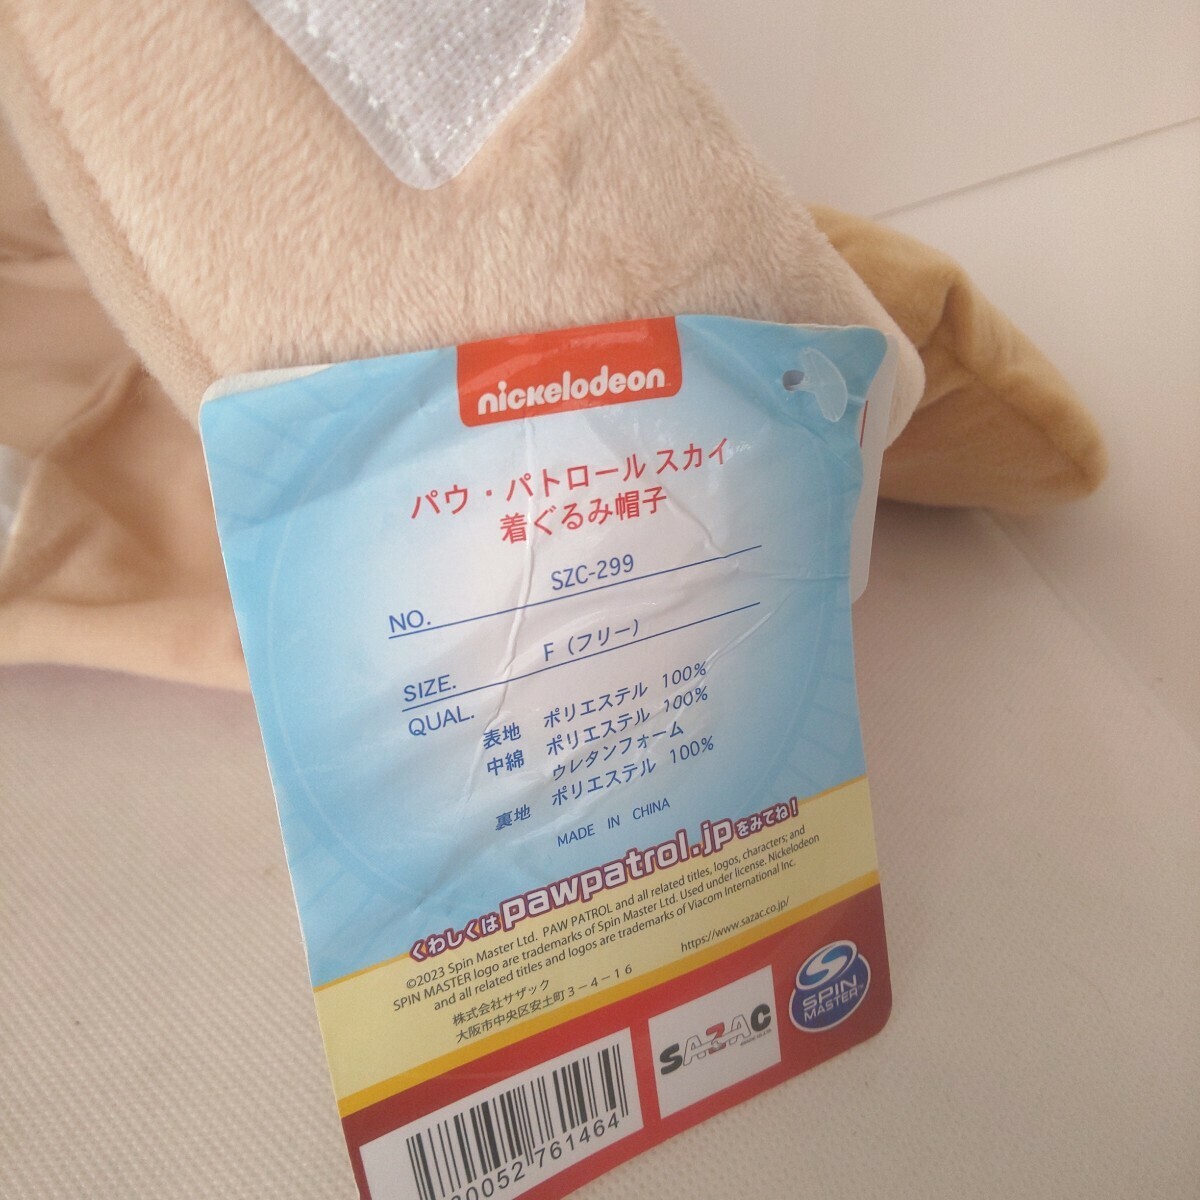 nickelodeon
パウ・パトロール スカイ
着ぐるみ帽子
NO. SZC-299
SIZE. F（フリー）
QUAL. 表地 ポリエステル 100%
中綿 ポリエステル 100%
ウレタンフォーム
裏地 ポリエステル 100%
MADE IN CHINA
くわしくは pawpatrol.jp をみてね！
©2023 Spin Master Ltd. PAW PATROL and all related titles, logos, characters; and
SPIN MASTER logo are trademarks of Spin Master Ltd. Used under license. Nickelodeon
and all related titles and logos are trademarks of Viacom International Inc.
株式会社サザック
https://www.sazac.co.jp/
大阪市中央区安土町３－４－１６
SAZAC
SPIN
MASTER™
80052 761464